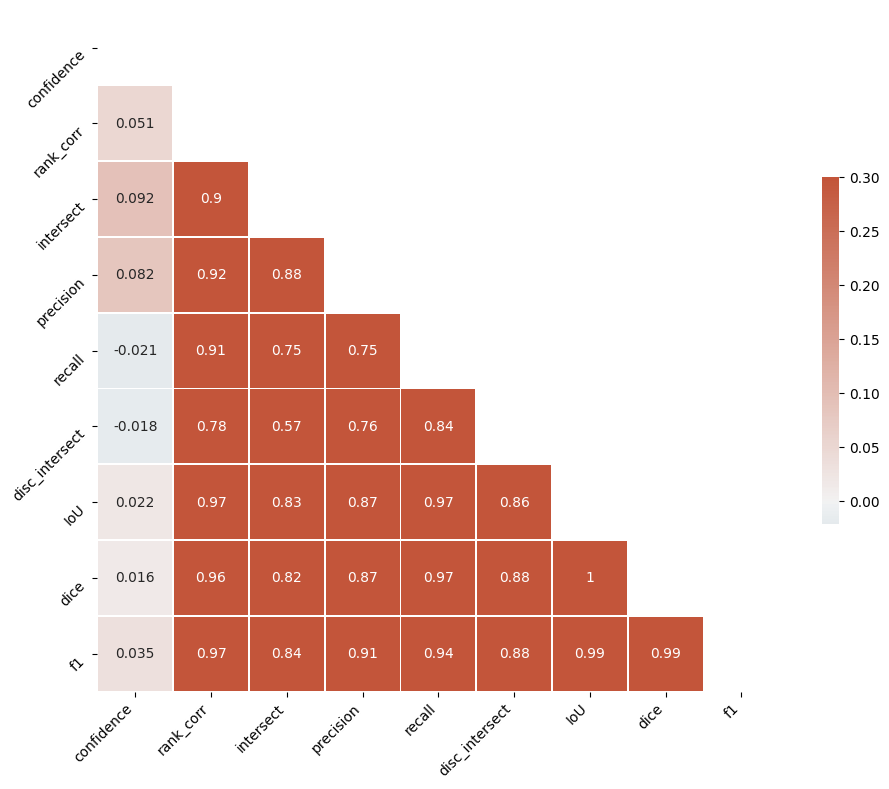 confidence
rank_corr 0.051
intersect 0.092 0.9
precision 0.082 0.92 0.88
recall -0.021 0.91 0.75 0.75
disc_intersect -0.018 0.78 0.57 0.76 0.84
IoU 0.022 0.97 0.83 0.87 0.97 0.86
dice 0.016 0.96 0.82 0.87 0.97 0.88 1
f1 0.035 0.97 0.84 0.91 0.94 0.88 0.99 0.99
confidence rank_corr intersect precision recall disc_intersect IoU dice f1
0.30
0.25
0.20
0.15
0.10
0.05
0.00